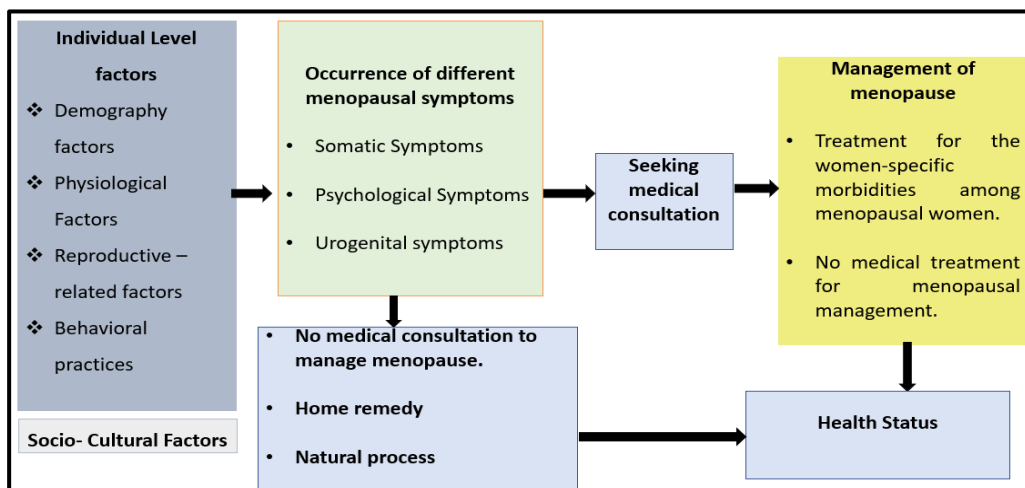 Individual Level
factors
❖ Demography
factors
❖ Physiological
Factors
❖ Reproductive –
related factors
❖ Behavioral
practices
Socio- Cultural Factors
Occurrence of different
menopausal symptoms
• Somatic Symptoms
• Psychological Symptoms
• Urogenital symptoms
• No medical consultation to
manage menopause.
• Home remedy
• Natural process
Seeking
medical
consultation
Management of
menopause
• Treatment for the
women-specific
morbidities among
menopausal women.
• No medical treatment
for menopausal
management.
Health Status